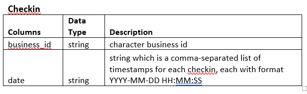 Checkin
Columns Data Type Description
business_id string character business id
date string string which is a comma-separated list of
timestamps for each checkin, each with format
YYYY-MM-DD HH:MM:SS